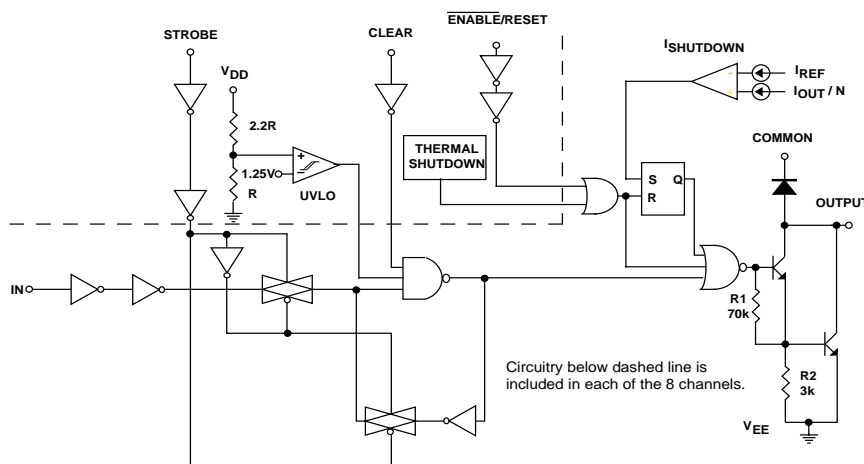 ENABLE/RESET
STROBE
CLEAR
ISHUTDOWN
VDD
IREF
IOUT / N
2.2R
COMMON
THERMAL
SHUTDOWN
+
1.25V
–
R
UVLO
S Q
R
OUTPUT
IN
R1
70k
Circuitry below dashed line is
included in each of the 8 channels.
R2
3k
VEE